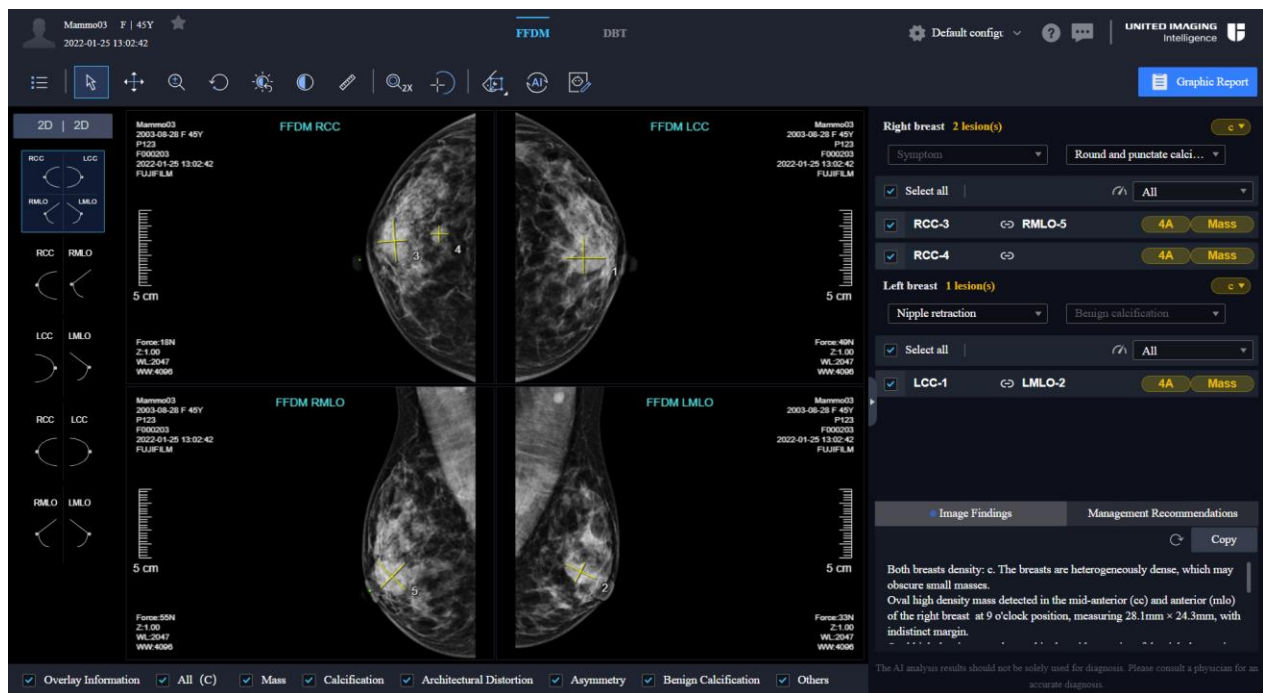 Mammo03 F | 45Y
2022-01-25 13:02:42
FFDM DBT
Default configu
UNITED IMAGING
Intelligence
2X
AI
Graphic Report
2D | 2D
RCC LCC
RMLO LMLO
RCC RMLO
LCC LMLO
RCC LCC
RMLO LMLO
Mammo03
2003-08-28 F 45Y
P123
F000203
2022-01-25 13:02:42
FUJIFILM
FFDM RCC
3
4
5 cm
Force:18N
Z:1.00
WL:2047
WW:4096
FFDM LCC
Mammo03
2003-08-28 F 45Y
P123
F000203
2022-01-25 13:02:42
FUJIFILM
1
5 cm
Force:49N
Z:1.00
WL:2047
WW:4096
Mammo03
2003-08-28 F 45Y
P123
F000203
2022-01-25 13:02:42
FUJIFILM
FFDM RMLO
5
5 cm
Force:55N
Z:1.00
WL:2047
WW:4096
FFDM LMLO
Mammo03
2003-08-28 F 45Y
P123
F000203
2022-01-25 13:02:42
FUJIFILM
2
5 cm
Force:33N
Z:1.00
WL:2047
WW:4096
Right breast 2 lesion(s) c
Symptom Round and punctate calci...
Select all All
RCC-3 RMLO-5 4A Mass
RCC-4 4A Mass
Left breast 1 lesion(s) c
Nipple retraction Benign calcification
Select all All
LCC-1 LMLO-2 4A Mass
Image Findings Management Recommendations
Copy
Both breasts density: c. The breasts are heterogeneously dense, which may
obscure small masses.
Oval high density mass detected in the mid-anterior (cc) and anterior (mlo)
of the right breast at 9 o'clock position, measuring 28.1mm × 24.3mm, with
indistinct margin.
The AI analysis results should not be solely used for diagnosis. Please consult a physician for an
accurate diagnosis.
Overlay Information All (C) Mass Calcification Architectural Distortion Asymmetry Benign Calcification Others